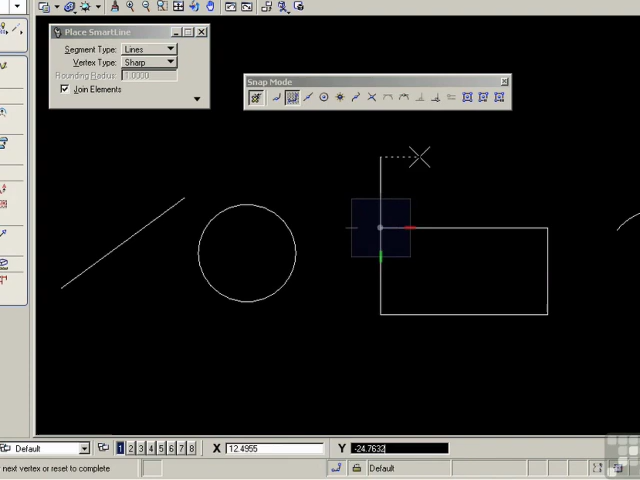 Place SmartLine
Segment Type: Lines
Vertex Type: Sharp
Rounding Radius: 1.0000
Join Elements
Snap Mode
Default 1 2 3 4 5 6 7 8 X 12.4955 Y -24.7632
next vertex or reset to complete Default